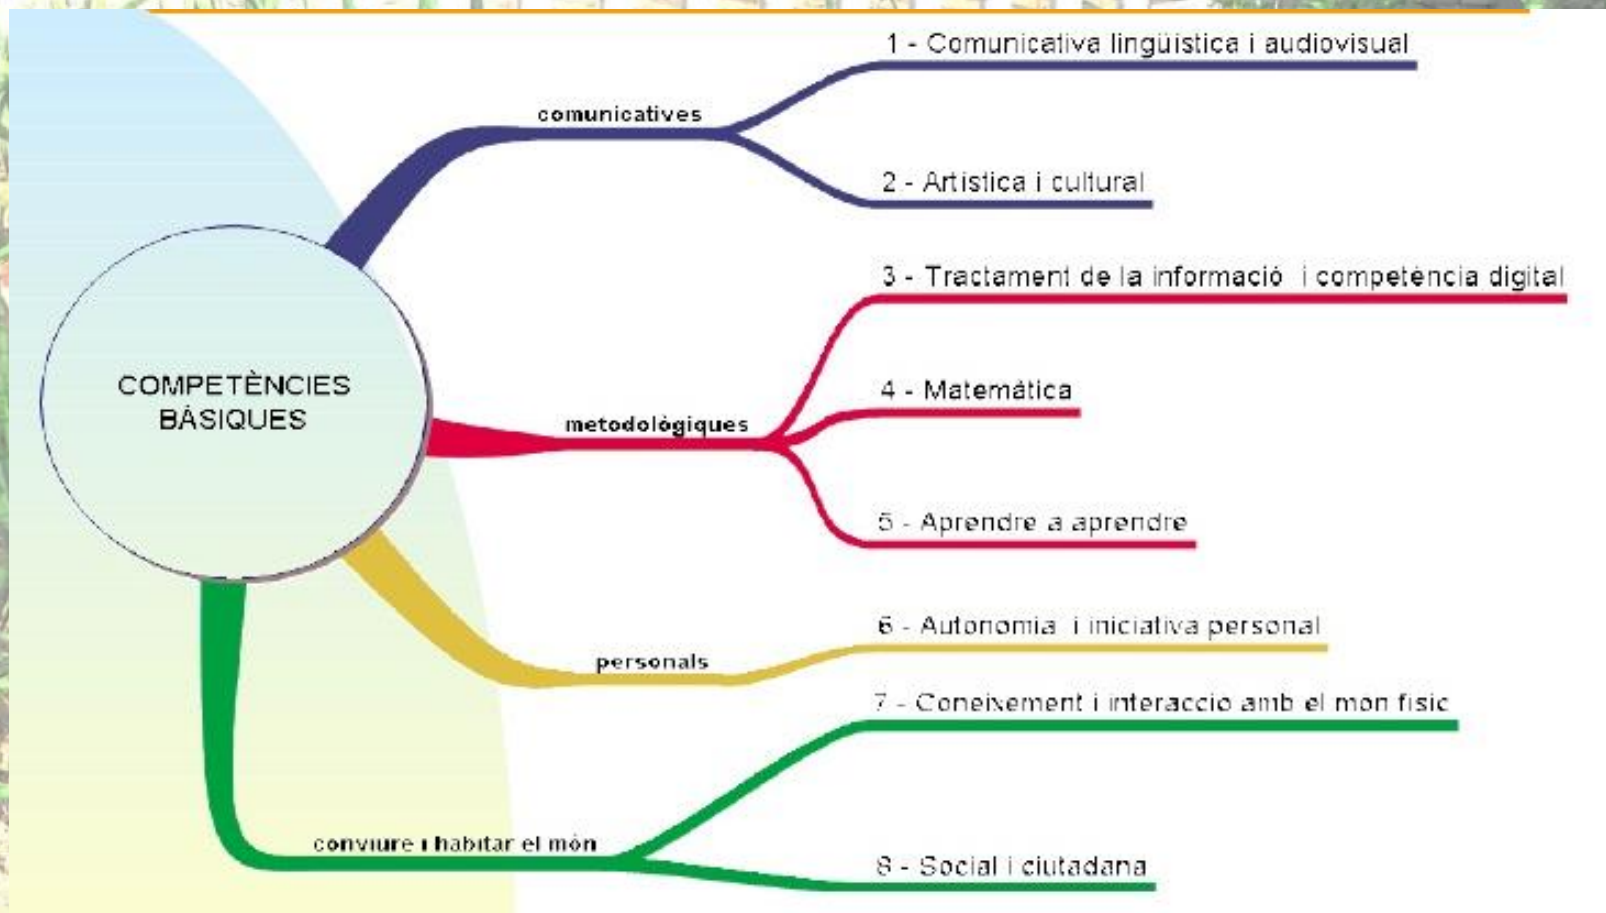 1 - Comunicativa lingüística i audiovisual
comunicatives
2 - Artística i cultural
3 - Tractament de la informació i competència digital
COMPETÈNCIES
BÀSIQUES
4 - Matemàtica
metodològiques
5 - Aprendre a aprendre
6 - Autonomia i iniciativa personal
personals
7 - Coneixement i interacció amb el mon físic
conviure i habitar el món
8 - Social i ciutadana